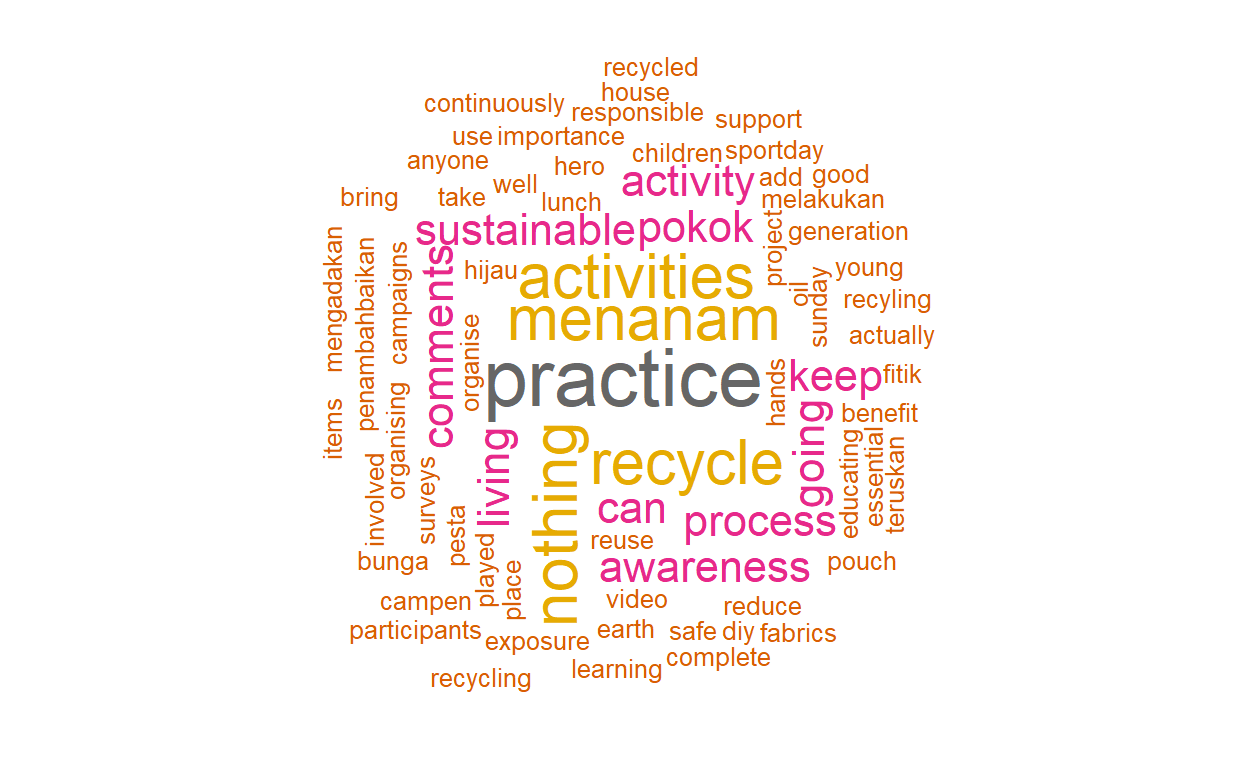 recycled
house
continuously
responsible
support
use
importance
children
sportday
anyone
hero
activity
add
good
well
bring
take
lunch
melakukan
sustainable
pokok
project
generation
mengadakan
penambahbaikan
campaigns
comments
hijau
activities
oil
sunday
young
recyling
menanam
actually
organise
practice
hands
keep
fitik
items
organising
going
benefit
living
nothing
recycle
educating
essential
teruskan
involved
surveys
can
process
pesta
reuse
bunga
played
place
awareness
pouch
campen
video
reduce
participants
exposure
earth
safe
diy
fabrics
complete
learning
recycling